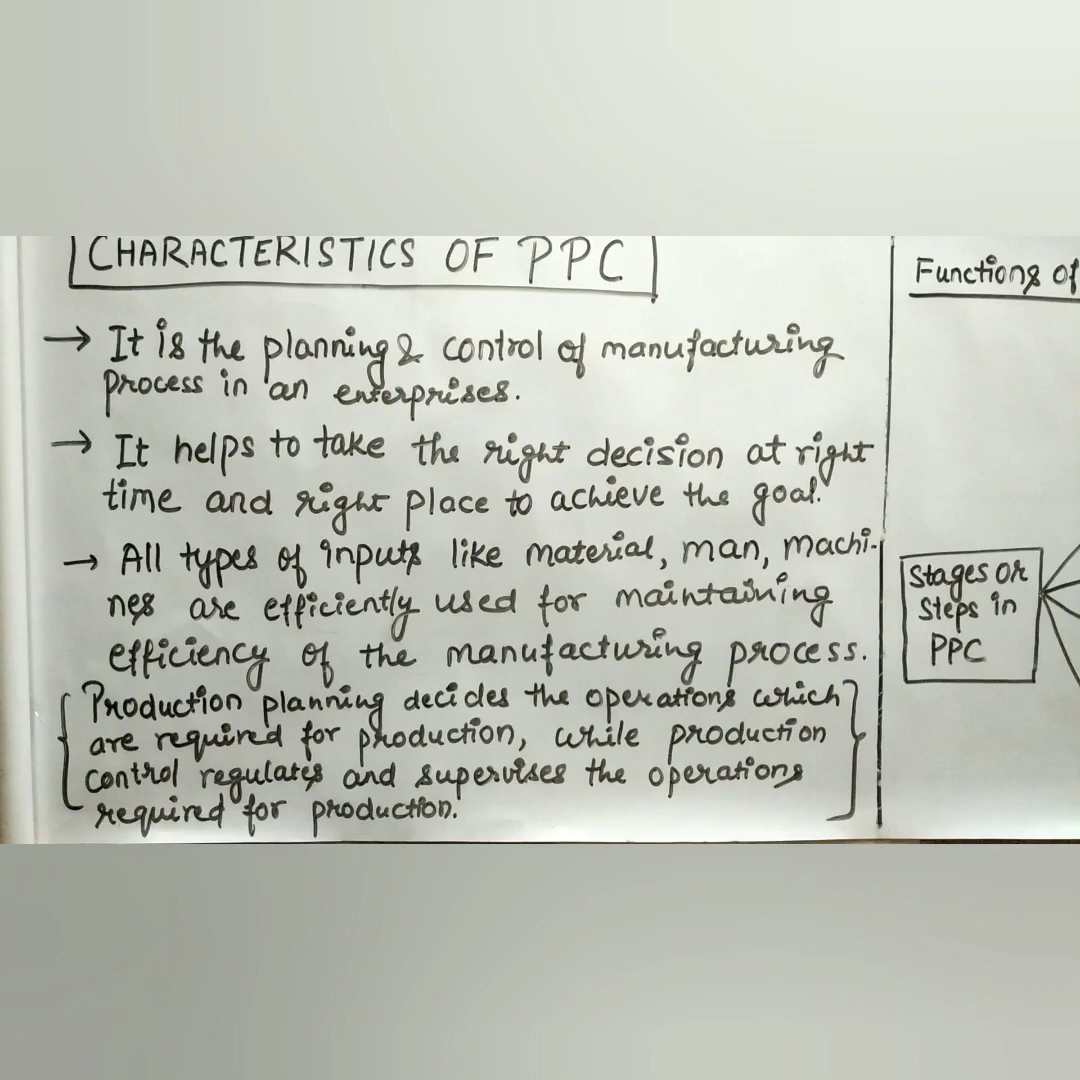 CHARACTERISTICS OF PPC
→ It is the planning & control of manufacturing
process in an enterprises.
→ It helps to take the right decision at right
time and right place to achieve the goal.
→ All types of inputs like material, man, machi-
nes are efficiently used for maintaining
efficiency of the manufacturing process.
{Production planning decides the operations which
are required for production, while production
control regulates and supervises the operations
required for production.}
Functions of
Stages or
Steps in
PPC